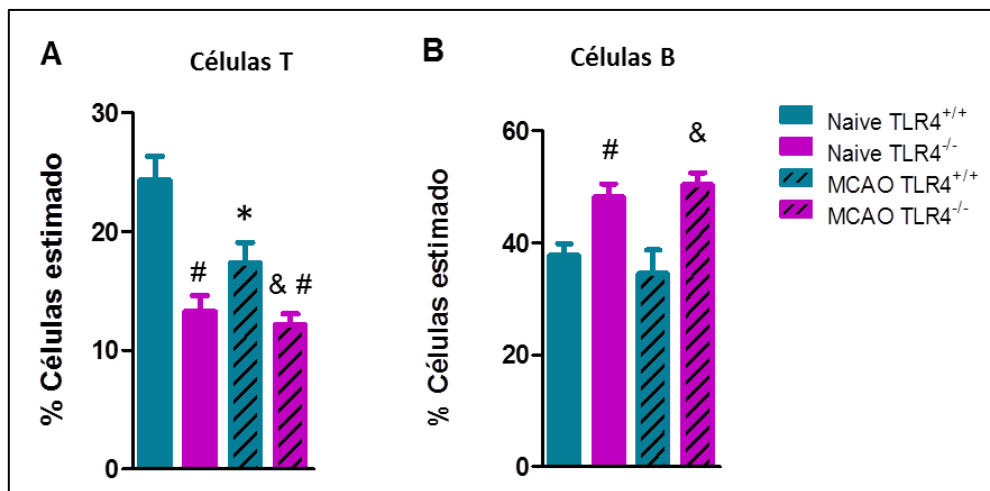 A
Células T
% Células estimado
30
20
10
0
#
*
& #
B
Células B
% Células estimado
60
40
20
0
#
&
Naive TLR4+/+
Naive TLR4-/-
MCAO TLR4+/+
MCAO TLR4-/-